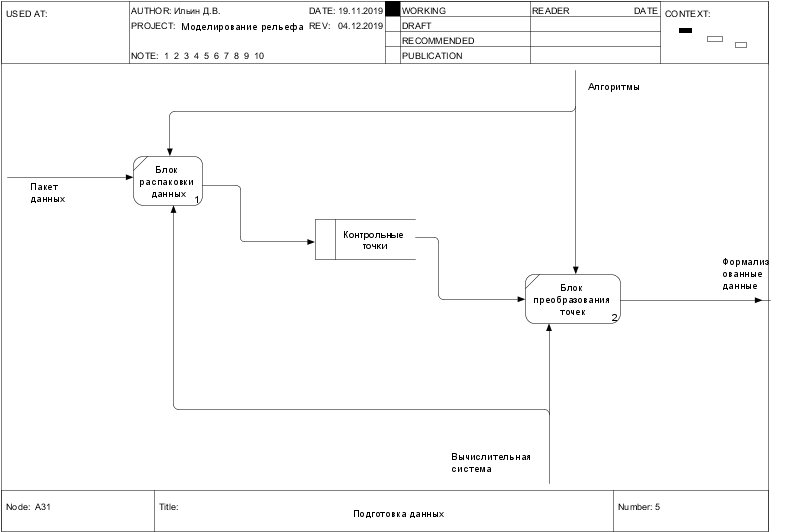 USED AT:
AUTHOR: Ильин Д.В.
DATE: 19.11.2019
WORKING
READER
DATE
CONTEXT:
PROJECT: Моделирование рельефа
REV: 04.12.2019
DRAFT
RECOMMENDED
NOTE: 1 2 3 4 5 6 7 8 9 10
PUBLICATION
Алгоритмы
Блок
распаковки
данных
1
Пакет
данных
Контрольные
точки
Формализ
ованные
данные
Блок
преобразования
точек
2
Вычислительная
система
Node: A31
Title:
Подготовка данных
Number: 5